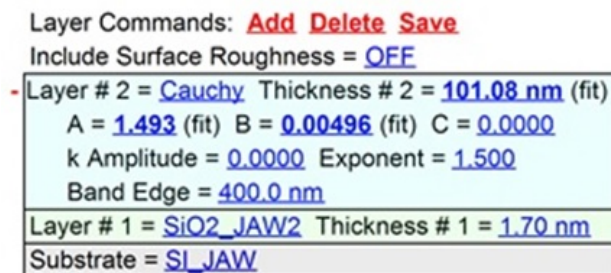 Layer Commands: Add Delete Save
Include Surface Roughness = OFF
- Layer # 2 = Cauchy Thickness # 2 = 101.08 nm (fit)
A = 1.493 (fit) B = 0.00496 (fit) C = 0.0000
k Amplitude = 0.0000 Exponent = 1.500
Band Edge = 400.0 nm
Layer # 1 = SiO2_JAW2 Thickness # 1 = 1.70 nm
Substrate = SI_JAW